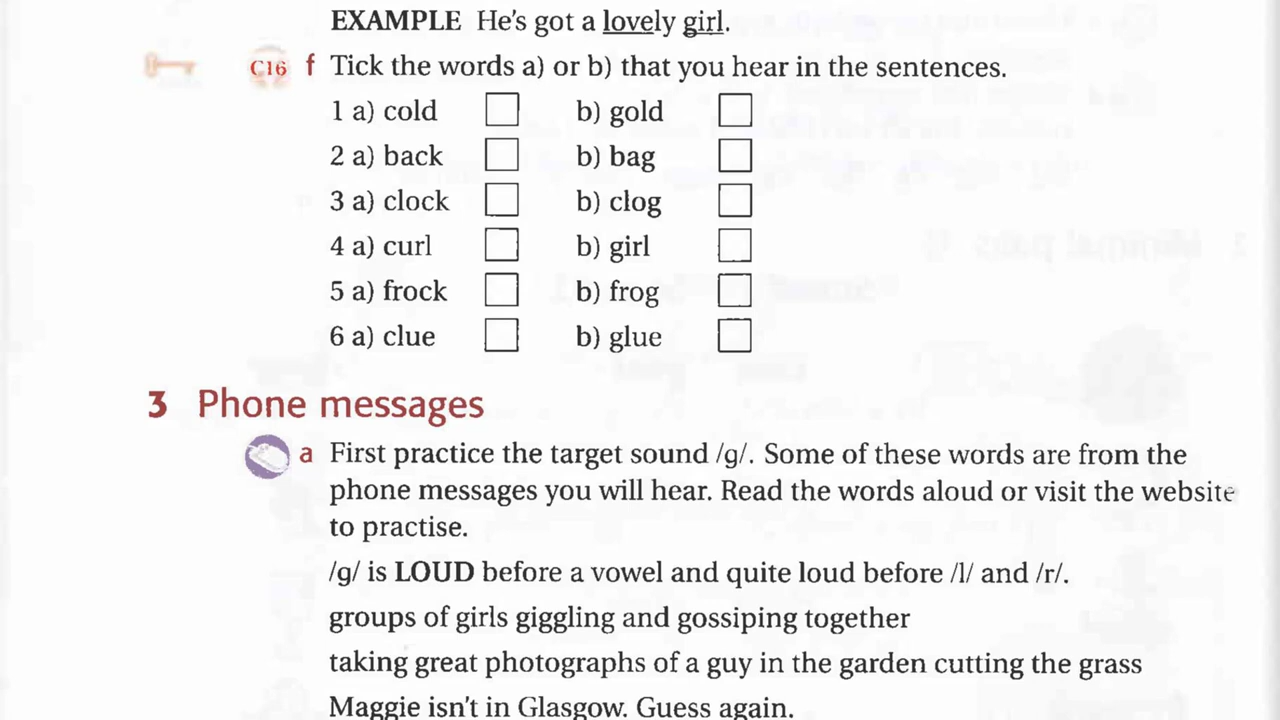 EXAMPLE He's got a lovely girl.
C16 f Tick the words a) or b) that you hear in the sentences.
1 a) cold b) gold
2 a) back b) bag
3 a) clock b) clog
4 a) curl b) girl
5 a) frock b) frog
6 a) clue b) glue
3 Phone messages
a First practice the target sound /g/. Some of these words are from the
phone messages you will hear. Read the words aloud or visit the website
to practise.
/g/ is LOUD before a vowel and quite loud before /l/ and /r/.
groups of girls giggling and gossiping together
taking great photographs of a guy in the garden cutting the grass
Maggie isn't in Glasgow. Guess again.